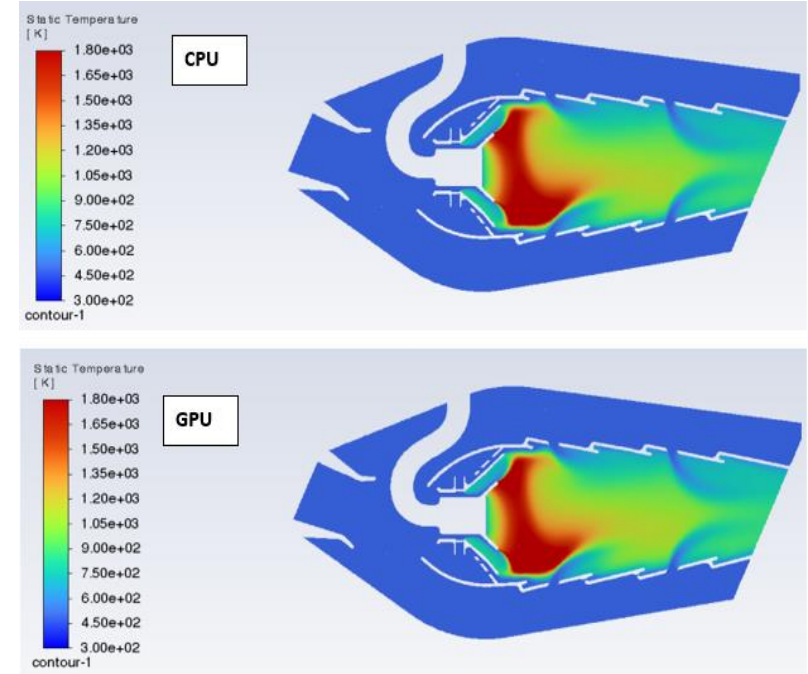 Static Temperature
[ K ]
CPU
1.80e+03
1.65e+03
1.50e+03
1.35e+03
1.20e+03
1.05e+03
9.00e+02
7.50e+02
6.00e+02
4.50e+02
3.00e+02
contour-1
Static Temperature
[ K ]
GPU
1.80e+03
1.65e+03
1.50e+03
1.35e+03
1.20e+03
1.05e+03
9.00e+02
7.50e+02
6.00e+02
4.50e+02
3.00e+02
contour-1